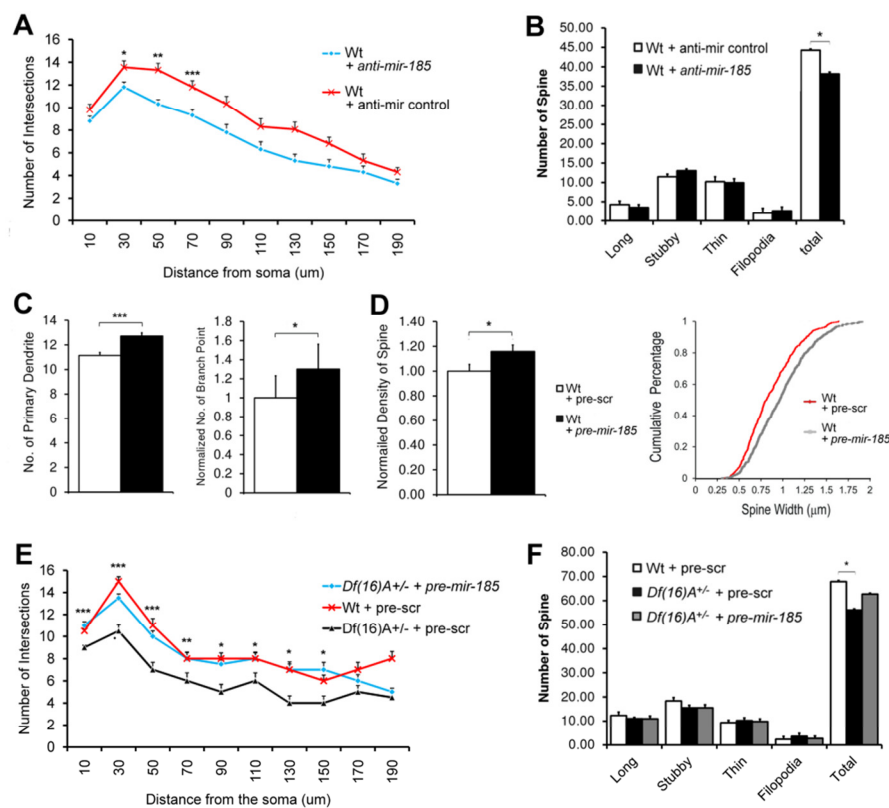 A
Number of Intersections
16
14
12
10
8
6
4
2
0
* ** ***
Wt
+ anti-mir-185
Wt
+ anti-mir control
10 30 50 70 90 110 130 150 170 190
Distance from soma (um)
B
Number of Spine
50.00
45.00
40.00
35.00
30.00
25.00
20.00
15.00
10.00
5.00
0.00
Wt + anti-mir control
Wt + anti-mir-185
*
Long Stubby Thin Filopodia total
C
No. of Primary Dendrite
14
12
10
8
6
4
2
0
***
Normalized No. of Branch Point
1.8
1.6
1.4
1.2
1
0.8
0.6
0.4
0.2
0
*
D
Normailed Density of Spine
1.40
1.20
1.00
0.80
0.60
0.40
0.20
0.00
*
Wt
+ pre-scr
Wt
+ pre-mir-185
Cumulative Percentage
1
0.8
0.6
0.4
0.2
0
Wt
+ pre-scr
Wt
+ pre-mir-185
0 0.25 0.5 0.75 1 1.25 1.5 1.75 2
Spine Width (μm)
E
Number of Intersections
16
14
12
10
8
6
4
2
0
*** *** *** ** * * * *
Df(16)A+/- + pre-mir-185
Wt + pre-scr
Df(16)A+/- + pre-scr
10 30 50 70 90 110 130 150 170 190
Distance from the soma (um)
F
Number of Spine
80.00
70.00
60.00
50.00
40.00
30.00
20.00
10.00
0.00
Wt + pre-scr
Df(16)A+/- + pre-scr
Df(16)A+/- + pre-mir-185
*
Long Stubby Thin Filopodia Total